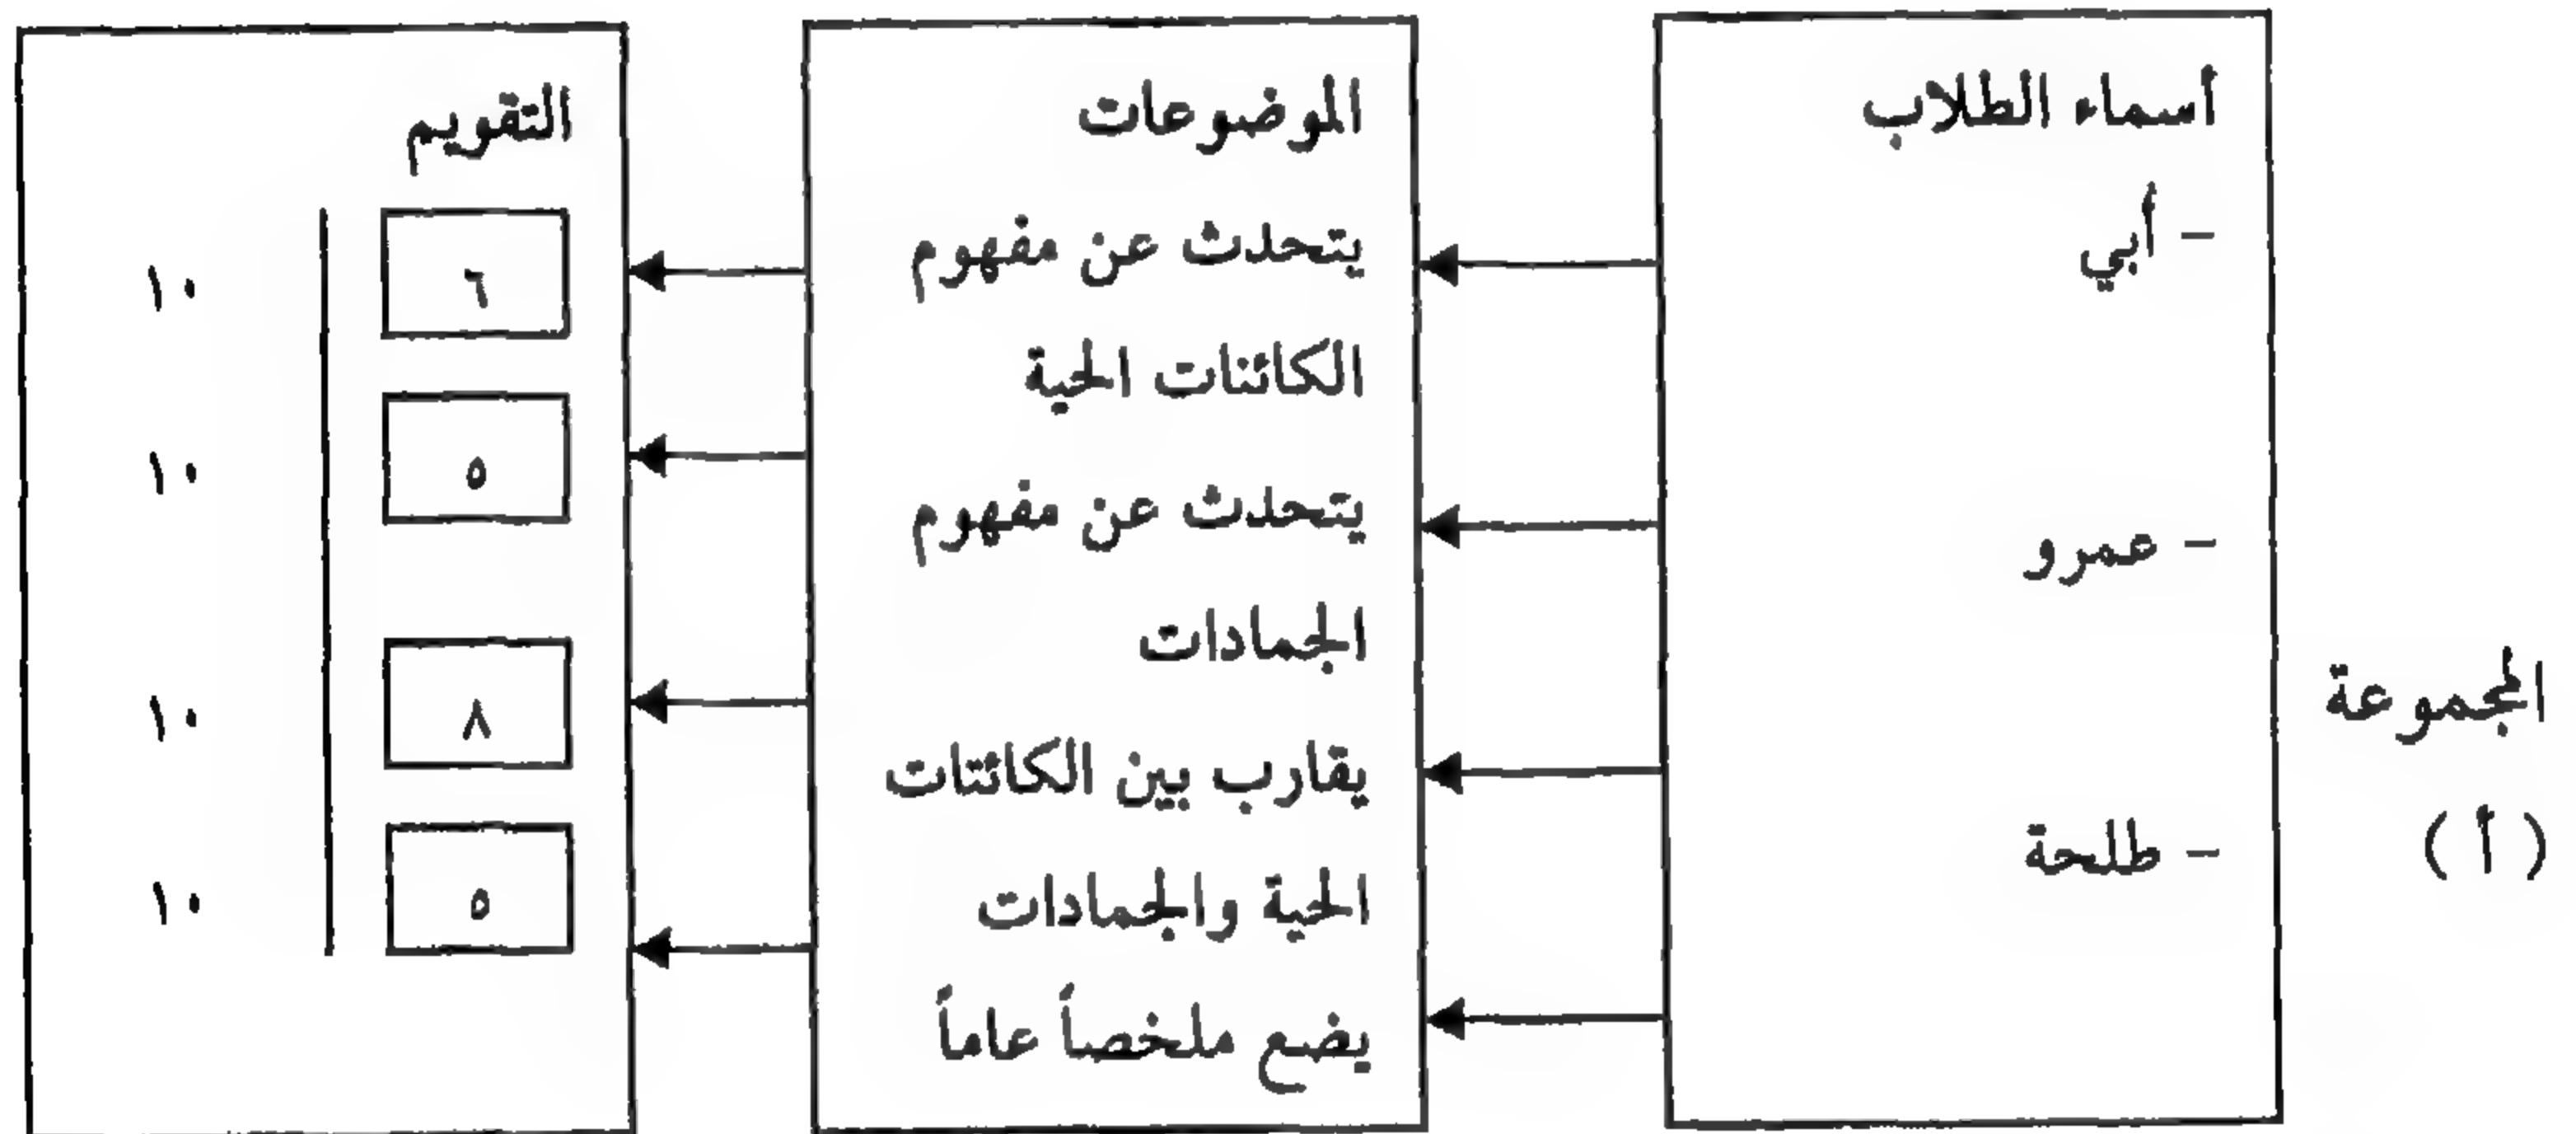 المجموعة
( أ )
أسماء الطلاب
- أبي
- عمرو
- طلحة
الموضوعات
يتحدث عن مفهوم
الكائنات الحية
يتحدث عن مفهوم
الجمادات
يقارب بين الكائتات
الحية والجمادات
يضع ملخصاً عاماً
التقويم
٦ ١٠
٥ ١٠
٨ ١٠
٥ ١٠